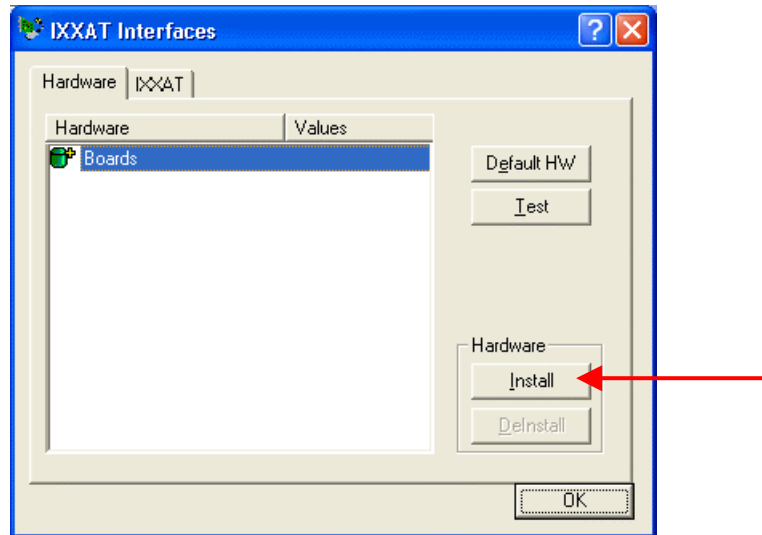 IXXAT Interfaces
Hardware IXXAT
Hardware Values
Boards
Default HW
Test
Hardware
Install
DeInstall
OK